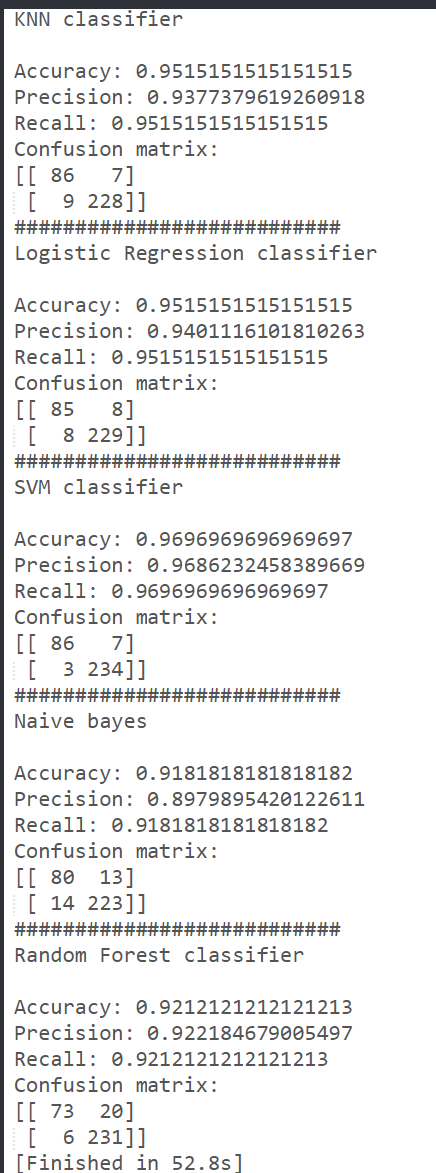 KNN classifier
Accuracy: 0.9515151515151515
Precision: 0.9377379619260918
Recall: 0.9515151515151515
Confusion matrix:
[[ 86   7]
 [  9 228]]
###########################
Logistic Regression classifier
Accuracy: 0.9515151515151515
Precision: 0.9401116101810263
Recall: 0.9515151515151515
Confusion matrix:
[[ 85   8]
 [  8 229]]
###########################
SVM classifier
Accuracy: 0.9696969696969697
Precision: 0.9686232458389669
Recall: 0.9696969696969697
Confusion matrix:
[[ 86   7]
 [  3 234]]
###########################
Naive bayes
Accuracy: 0.9181818181818182
Precision: 0.8979895420122611
Recall: 0.9181818181818182
Confusion matrix:
[[ 80  13]
 [ 14 223]]
###########################
Random Forest classifier
Accuracy: 0.9212121212121213
Precision: 0.922184679005497
Recall: 0.9212121212121213
Confusion matrix:
[[ 73  20]
 [  6 231]]
[Finished in 52.8s]